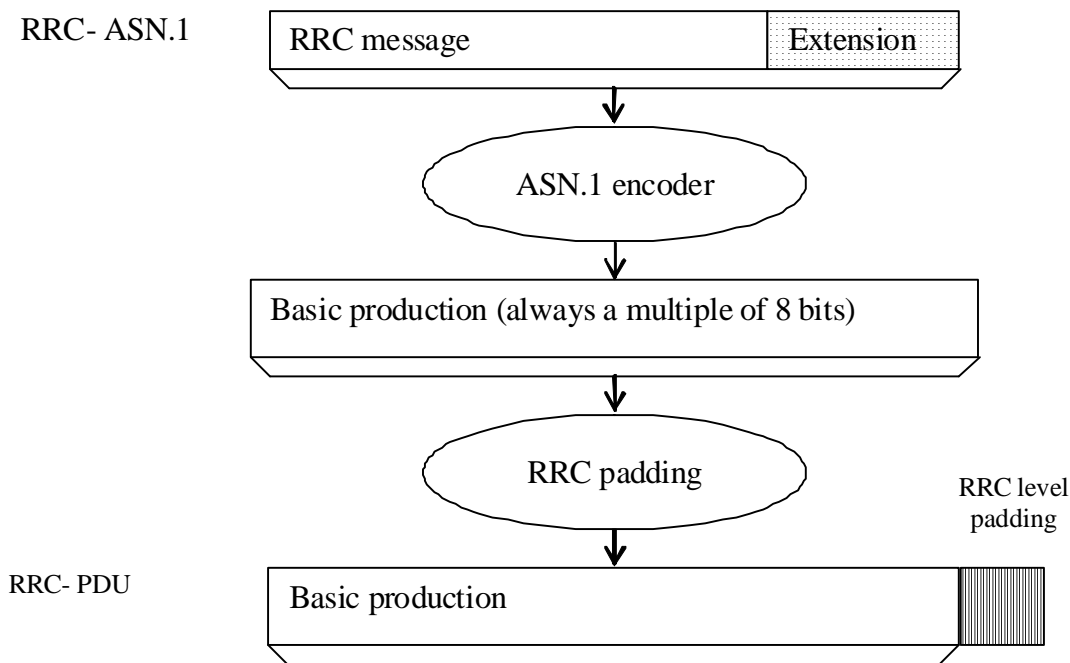 RRC- ASN.1
RRC message
Extension
ASN.1 encoder
Basic production (always a multiple of 8 bits)
RRC padding
RRC level
padding
RRC- PDU
Basic production